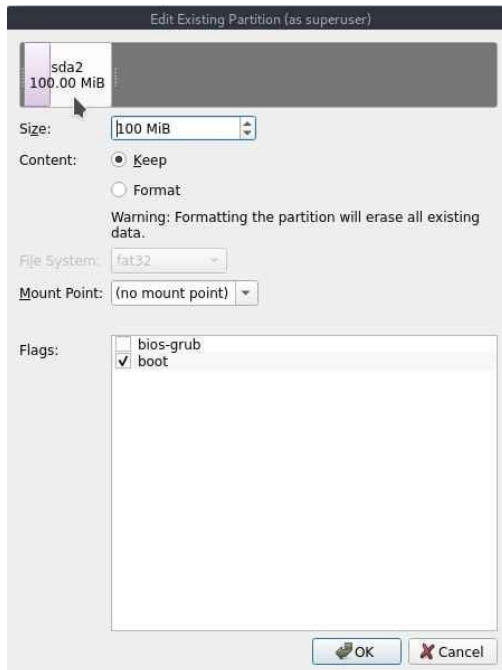 Edit Existing Partition (as superuser)
sda2
100.00 MiB
Size: 100 MiB
Content: Keep
Format
Warning: Formatting the partition will erase all existing
data.
File System: fat32
Mount Point: (no mount point)
Flags: bios-grub
boot
OK Cancel